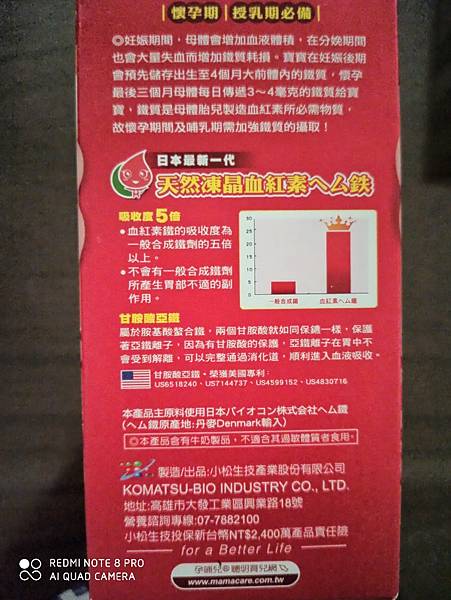 懷孕期 授乳期必備
◎妊娠期間，母體會增加血液體積，在分娩期間
也會大量失血而增加鐵質耗損。寶寶在妊娠後期
會預先儲存出生至4個月大前體內的鐵質，懷孕
最後三個月母體每日傳遞3～4毫克的鐵質給寶
寶，鐵質是母體胎兒製造血紅素所必需物質，
故懷孕期間及哺乳期需加強鐵質的攝取！
日本最新一代
天然凍晶血紅素ヘム鉄
吸收度5倍
●血紅素鐵的吸收度為
一般合成鐵劑的五倍
以上。
●不會有一般合成鐵劑
所產生胃部不適的副
作用。
30
25
20
15
10
5
0
一般合成鐵 血紅素ヘム鐵
甘胺酸亞鐵
屬於胺基酸螯合鐵，兩個甘胺酸就如同保鏢一樣，保護
著亞鐵離子，因為有甘胺酸的保護，亞鐵離子在胃中不
會受到解離，可以完整通過消化道，順利進入血液吸收。
甘胺酸亞鐵・榮獲美國專利：
US6518240、US7144737、US4599152、US4830716
本產品主原料使用日本バイオコン株式会社ヘム鐵
(ヘム鐵原產地:丹麥Denmark輸入)
◎本產品含有牛奶製品，不適合其過敏體質者食用。
製造/出品:小松生技產業股份有限公司
KOMATSU-BIO INDUSTRY CO., LTD.
地址:高雄市大發工業區興業路18號
營養諮詢專線:07-7882100
小松生技投保新台幣NT$2,400萬產品責任險
for a Better Life
孕哺兒®聰明育兒網
www.mamacare.com.tw
REDMI NOTE 8 PRO
AI QUAD CAMERA